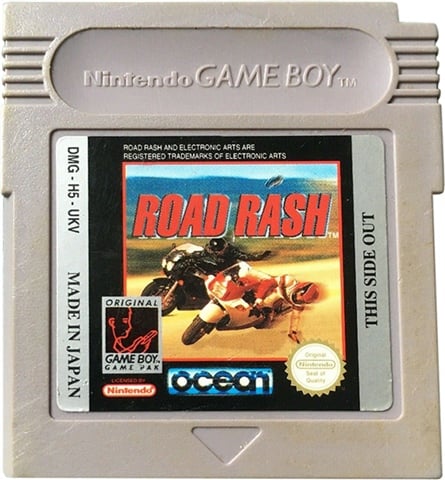 Nintendo GAME BOY TM
ROAD RASH AND ELECTRONIC ARTS ARE
REGISTERED TRADEMARKS OF ELECTRONIC ARTS
DMG - H5 - UKV
MADE IN JAPAN
ROAD RASH TM
THIS SIDE OUT
ORIGINAL
GAME BOY
GAME PAK
LICENSED BY
Nintendo
ocean
Original
Nintendo
Seal of
Quality